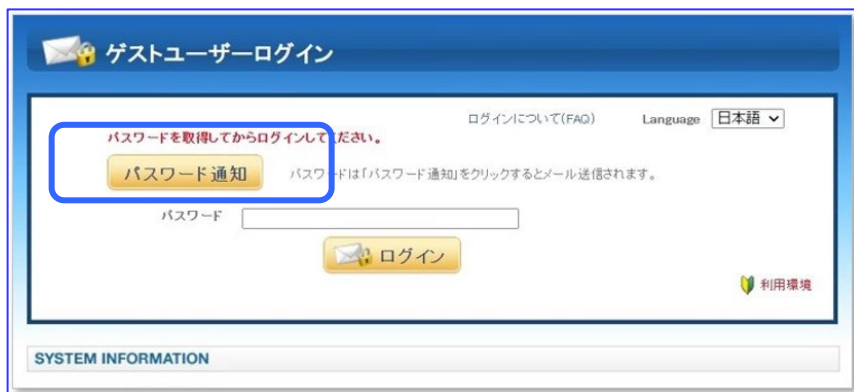 ゲストユーザーログイン
ログインについて(FAQ) Language 日本語
パスワードを取得してからログインしてください。
パスワード通知 パスワードは「パスワード通知」をクリックするとメール送信されます。
パスワード
ログイン
利用環境
SYSTEM INFORMATION